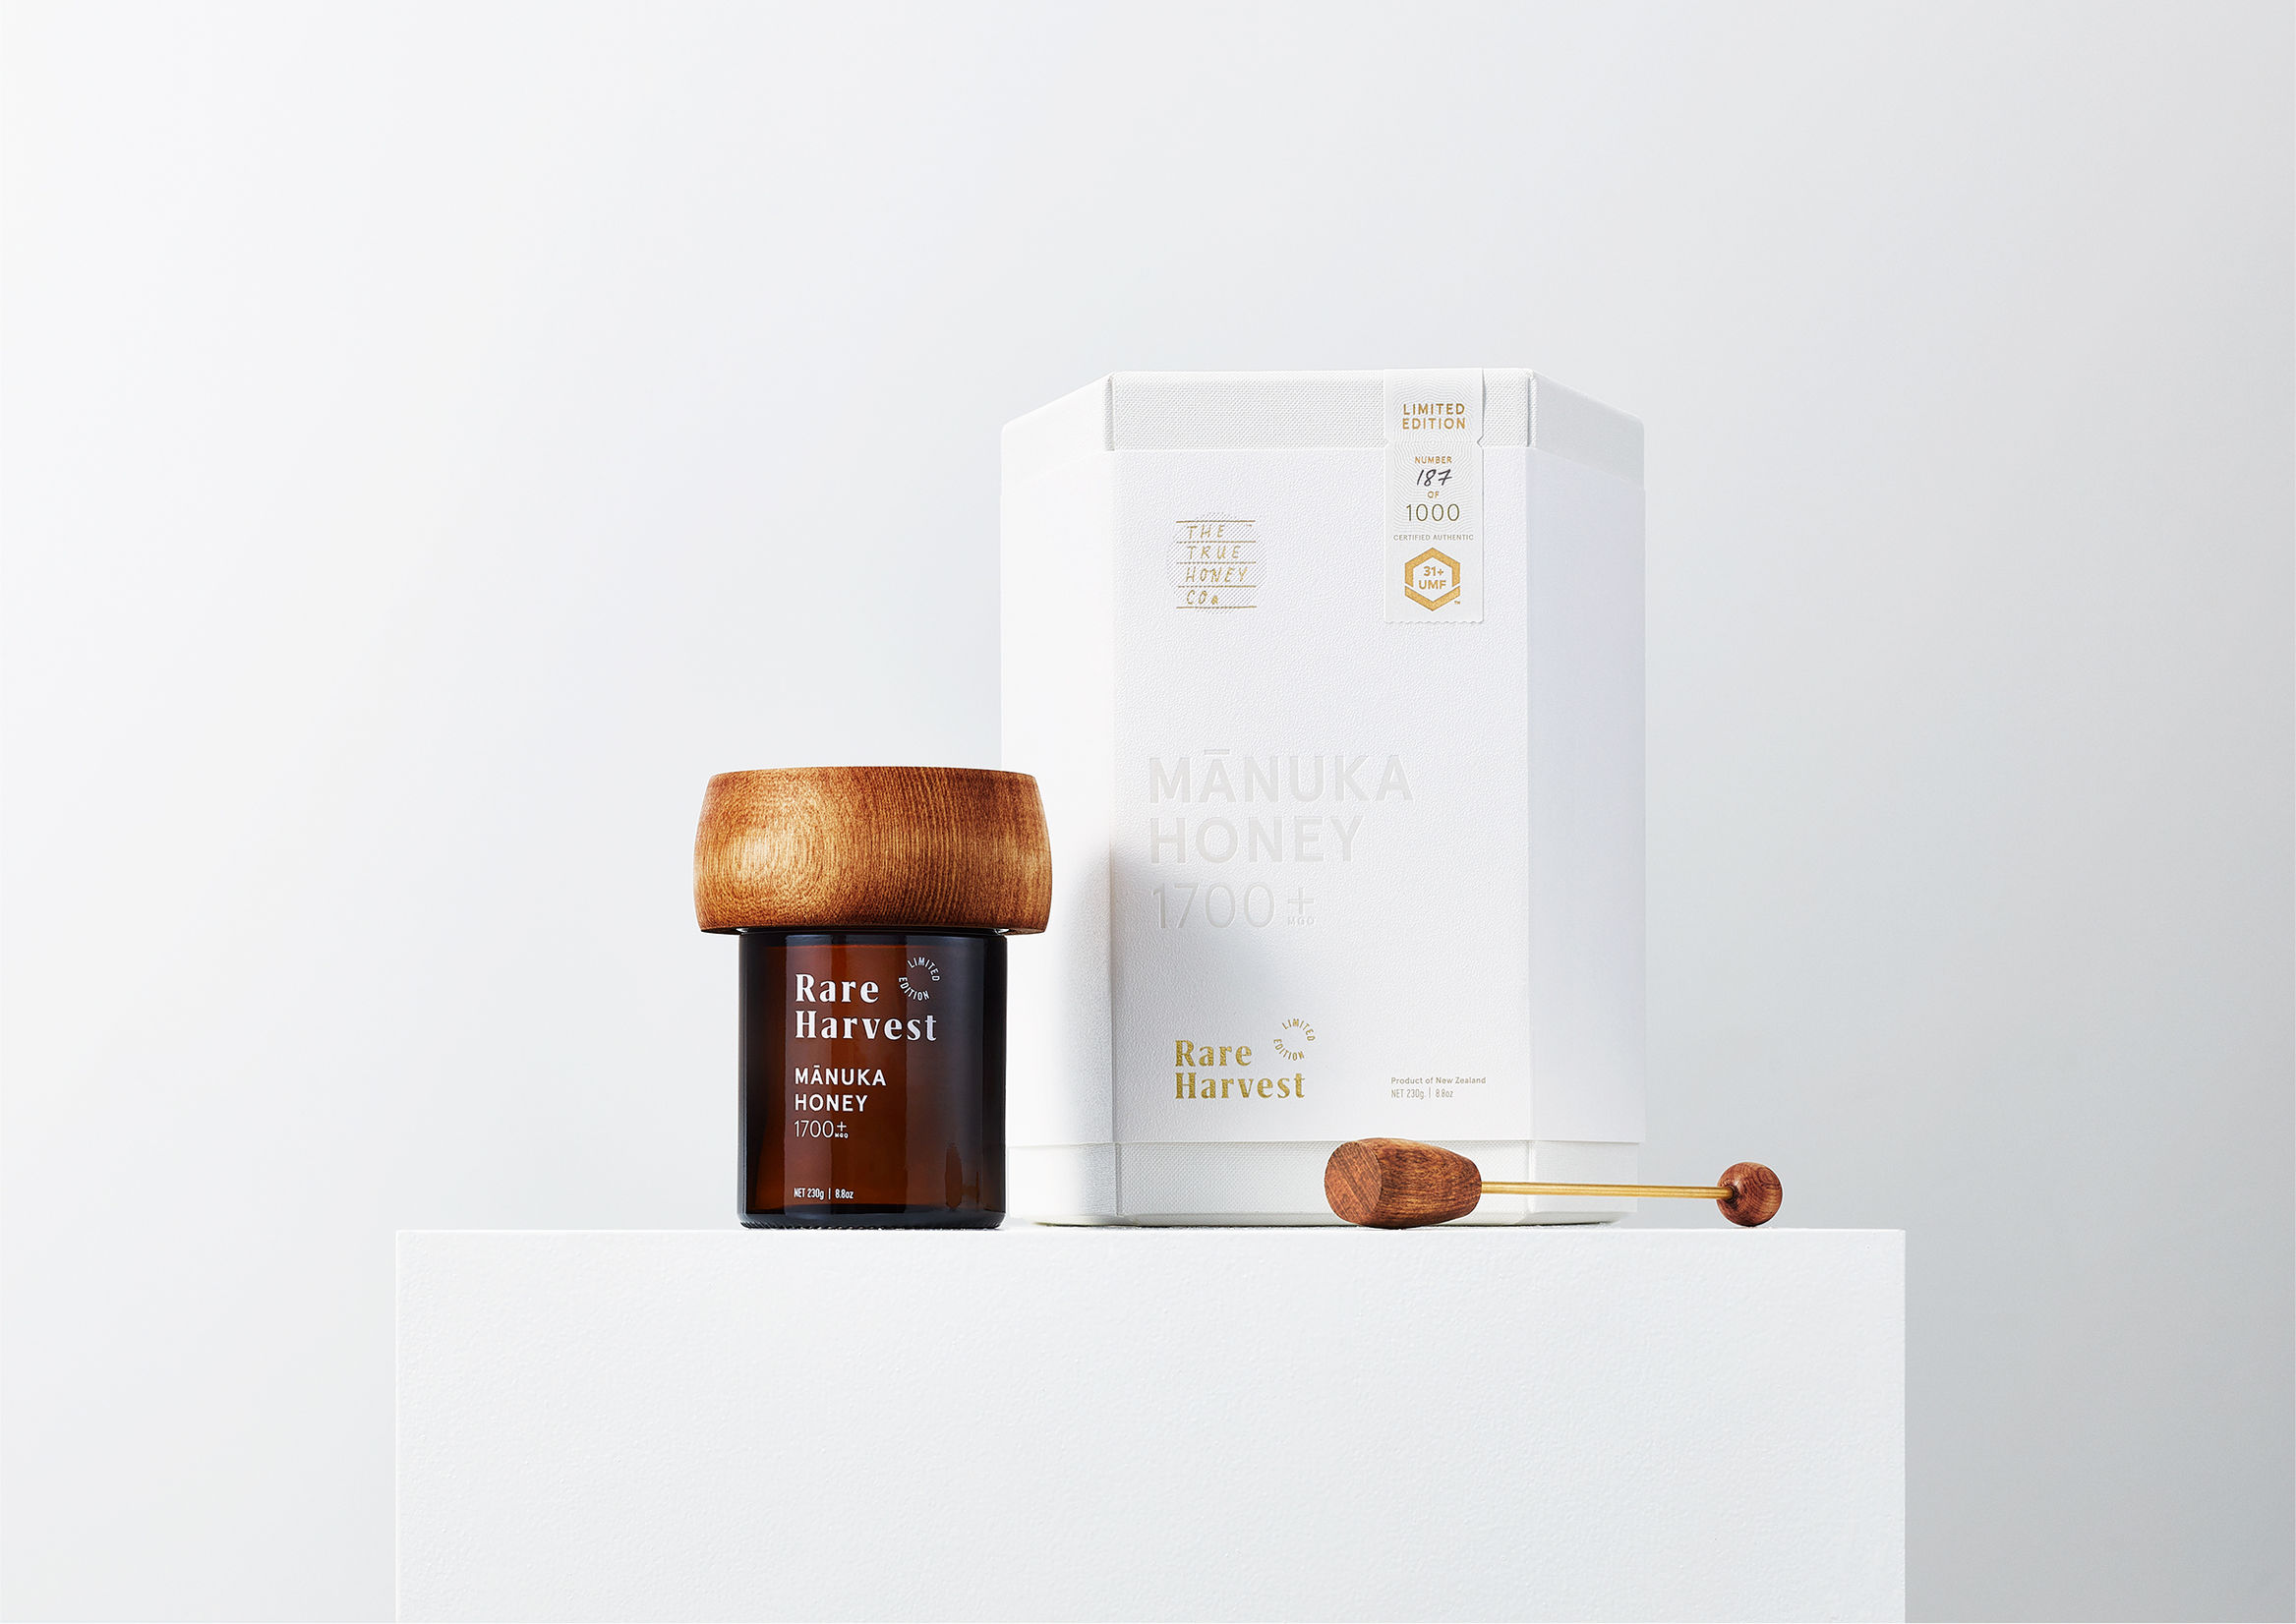 LIMITED
EDITION
NUMBER
187
OF
1000
CERTIFIED AUTHENTIC
31+
UMF
™
THE
TRUE
HONEY
CO.
MĀNUKA
HONEY
1700+
MGO
Rare
Harvest
LIMITED
EDITION
Product of New Zealand
NET 230g | 8.8oz
Rare
Harvest
LIMITED
EDITION
MĀNUKA
HONEY
1700+
MGO
NET 230g | 8.8oz